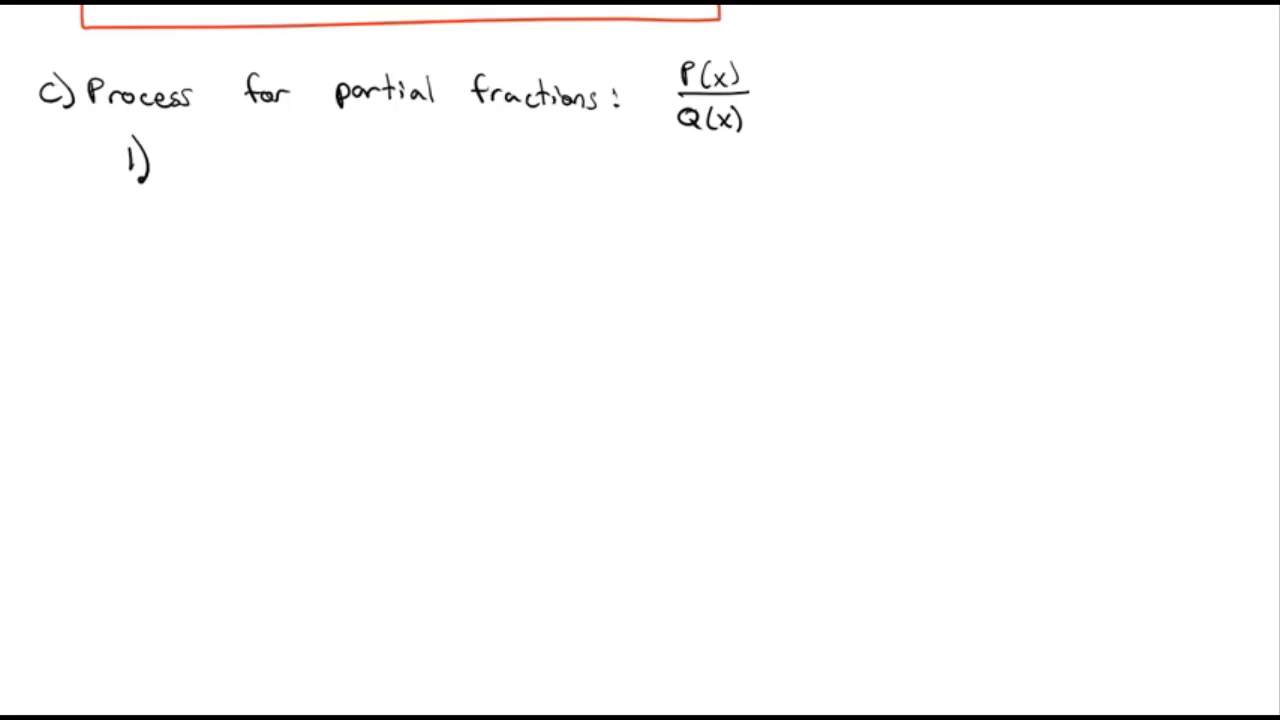 c) Process for partial fractions: P(x)/Q(x)
1)